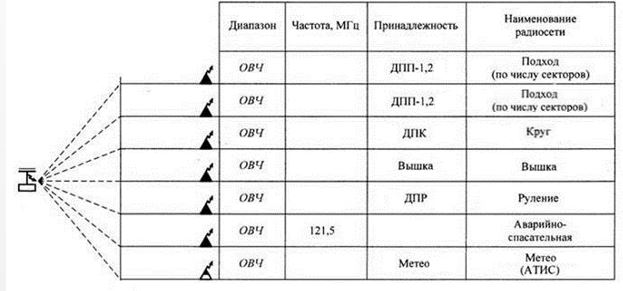 Диапазон Частота, МГц Принадлежность Наименование
радиосети
ОВЧ ДПП-1,2 Подход
(по числу секторов)
ОВЧ ДПП-1,2 Подход
(по числу секторов)
ОВЧ ДПК Круг
ОВЧ Вышка Вышка
ОВЧ ДПР Руление
ОВЧ 121,5 Аварийно-
спасательная
ОВЧ Метео Метео
(АТИС)